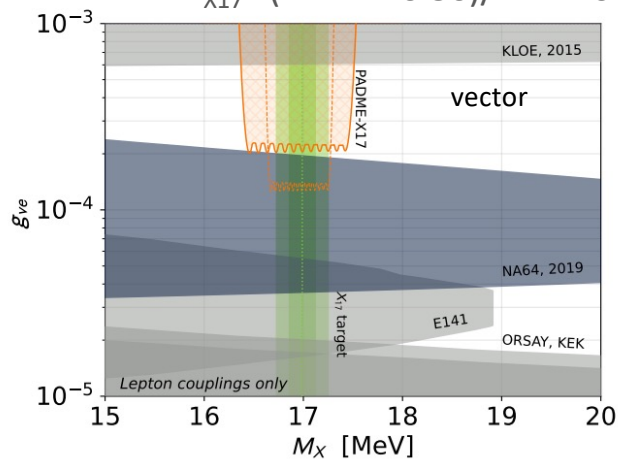 X17
10⁻³
KLOE, 2015
PADME-X17
vector
10⁻⁴
g_ve
NA64, 2019
X₁₇ target
E141
ORSAY, KEK
Lepton couplings only
10⁻⁵
15 16 17 18 19 20
M_X [MeV]